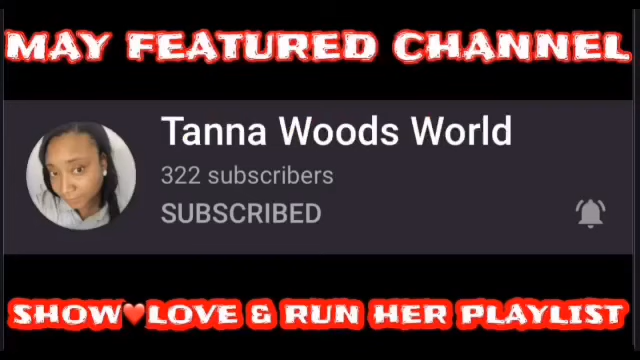 MAY FEATURED CHANNEL
Tanna Woods World
322 subscribers
SUBSCRIBED
SHOW❤️LOVE & RUN HER PLAYLIST